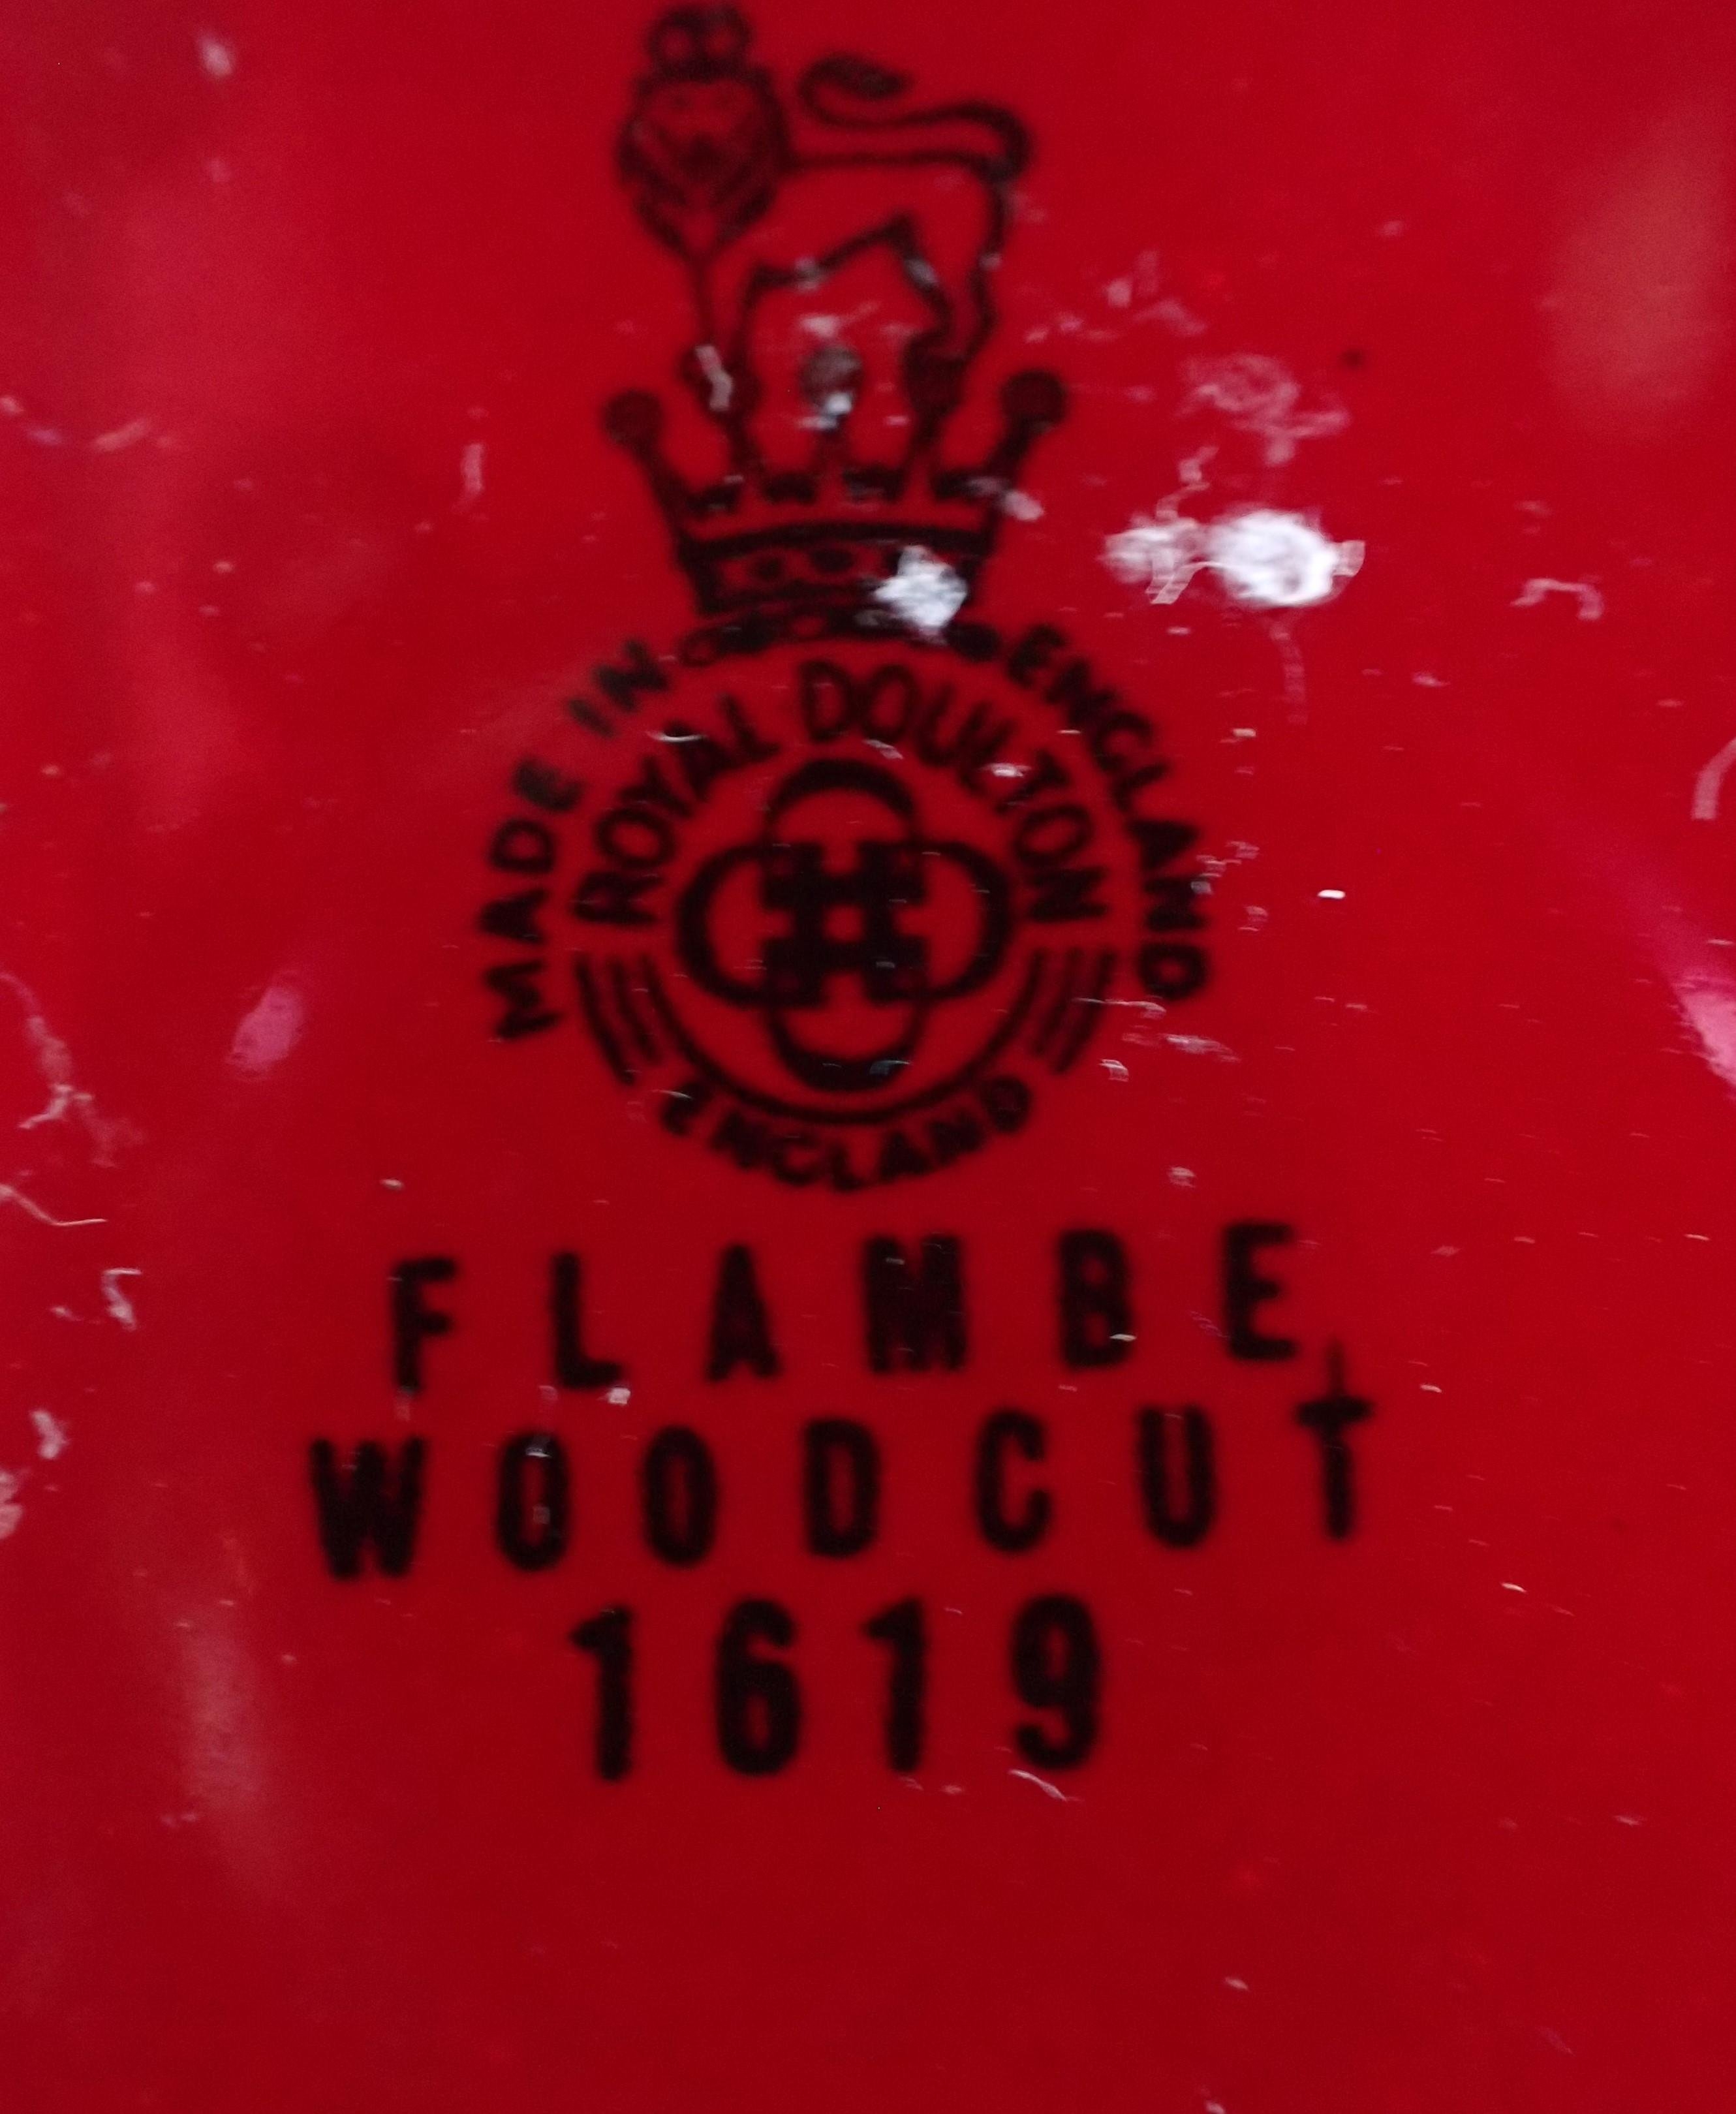 MADE IN ENGLAND
ROYAL DOULTON
ENGLAND
FLAMBE
WOODCUT
1619